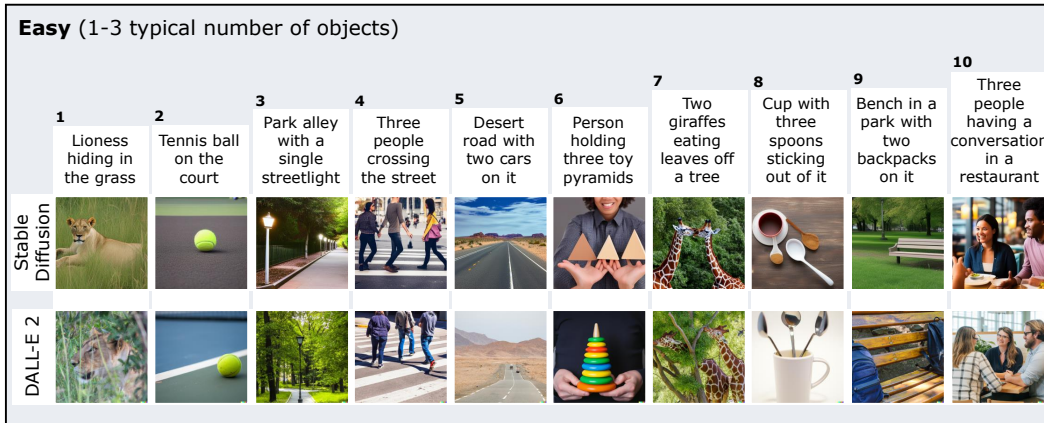 Easy (1-3 typical number of objects)
1
Lioness
hiding in
the grass
2
Tennis ball
on the
court
3
Park alley
with a
single
streetlight
4
Three
people
crossing
the street
5
Desert
road with
two cars
on it
6
Person
holding
three toy
pyramids
7
Two
giraffes
eating
leaves off
a tree
8
Cup with
three
spoons
sticking
out of it
9
Bench in a
park with
two
backpacks
on it
10
Three
people
having a
conversation
in a
restaurant
Stable
Diffusion
DALL-E 2